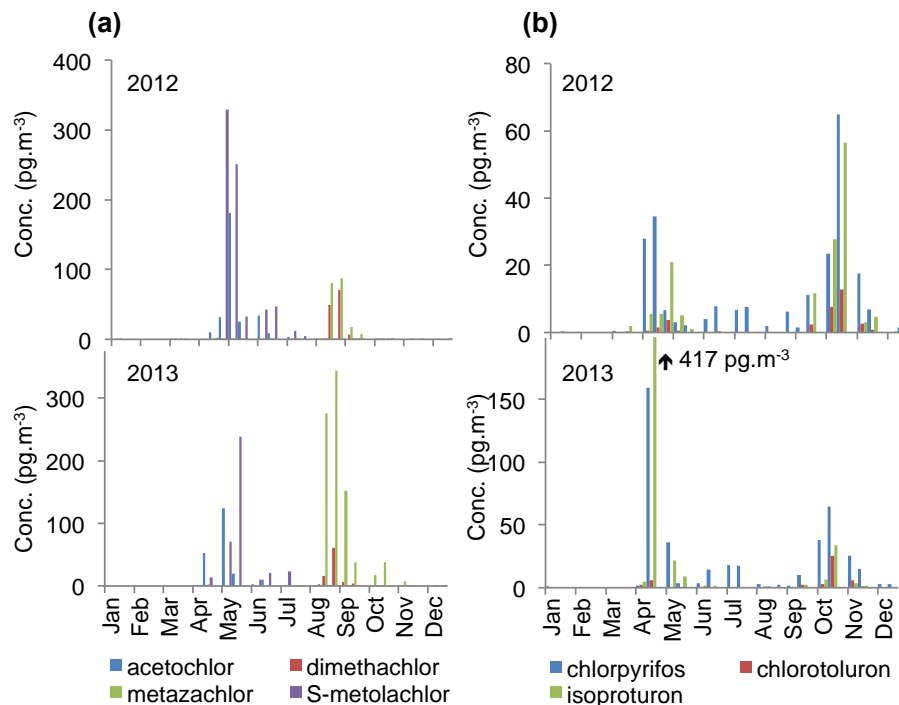 (a)
400
300
200
100
0
Conc. (pg.m-3)
2012
300
200
100
0
Conc. (pg.m-3)
2013
Jan Feb Mar Apr May Jun Jul Aug Sep Oct Nov Dec
acetochlor dimethachlor
metazachlor S-metolachlor
(b)
80
60
40
20
0
Conc. (pg.m-3)
2012
150
100
50
0
Conc. (pg.m-3)
2013
417 pg.m-3
Jan Feb Mar Apr May Jun Jul Aug Sep Oct Nov Dec
chlorpyrifos chlorotoluron
isoproturon